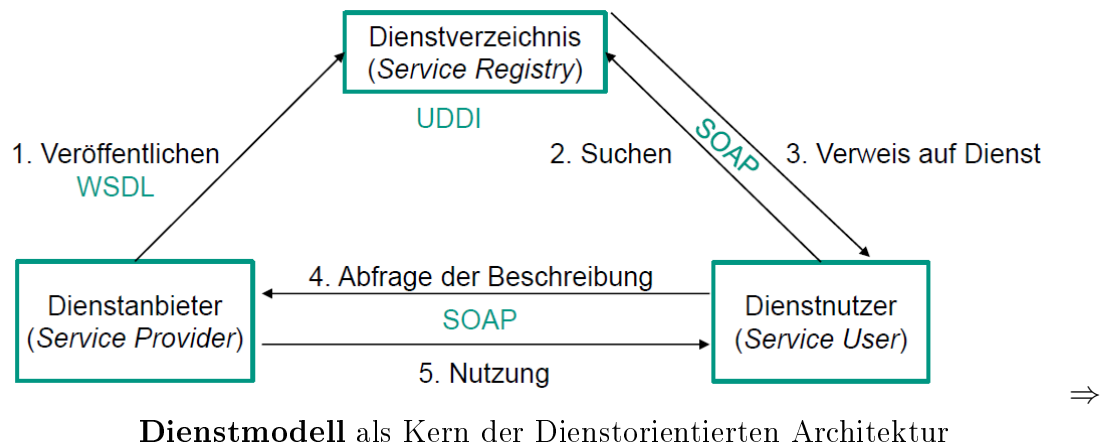 Dienstverzeichnis
(Service Registry)
UDDI
1. Veröffentlichen
WSDL
2. Suchen
SOAP
3. Verweis auf Dienst
4. Abfrage der Beschreibung
Dienstanbieter
(Service Provider)
SOAP
Dienstnutzer
(Service User)
5. Nutzung
⇒
Dienstmodell als Kern der Dienstorientierten Architektur